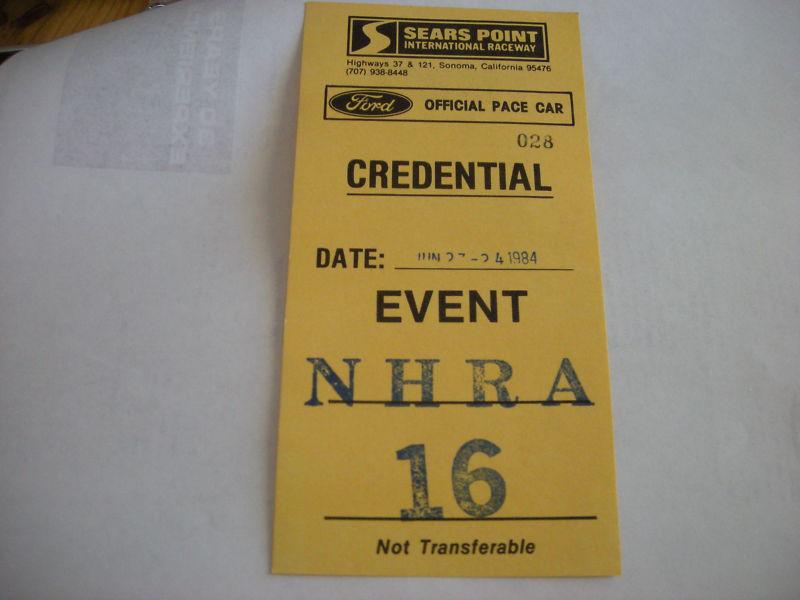 SEARS POINT
INTERNATIONAL RACEWAY
Highways 37 & 121, Sonoma, California 95476
(707) 938-8448
Ford OFFICIAL PACE CAR
028
CREDENTIAL
DATE: JUN 1984
EVENT
NHRA
16
Not Transferable